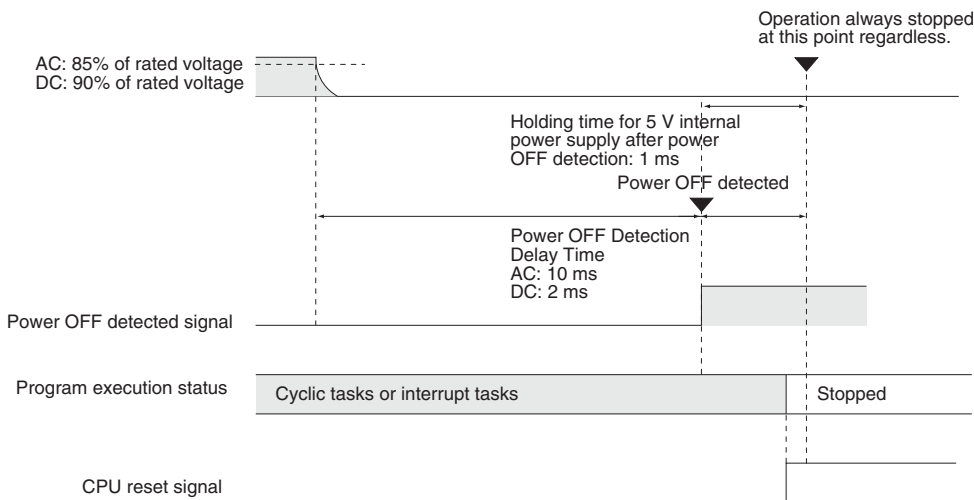 Operation always stopped
at this point regardless.
AC: 85% of rated voltage
DC: 90% of rated voltage
Holding time for 5 V internal
power supply after power
OFF detection: 1 ms
Power OFF detected
Power OFF Detection
Delay Time
AC: 10 ms
DC: 2 ms
Power OFF detected signal
Program execution status
Cyclic tasks or interrupt tasks
Stopped
CPU reset signal